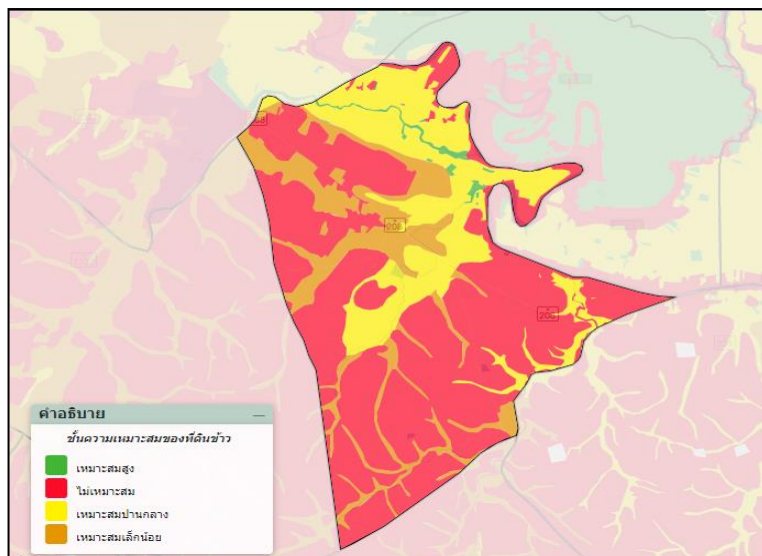 208
คำอธิบาย
ชั้นความเหมาะสมของที่ดินข้าว
เหมาะสมสูง
ไม่เหมาะสม
เหมาะสมปานกลาง
เหมาะสมเล็กน้อย